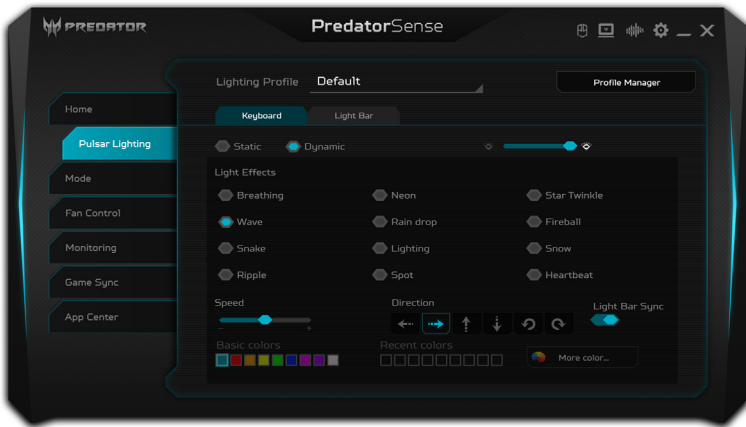 PREDATOR
PredatorSense
Lighting Profile Default
Profile Manager
Home
Pulsar Lighting
Mode
Fan Control
Monitoring
Game Sync
App Center
Keyboard
Light Bar
Static
Dynamic
Light Effects
Breathing
Neon
Star Twinkle
Wave
Rain drop
Fireball
Snake
Lighting
Snow
Ripple
Spot
Heartbeat
Speed
Direction
Light Bar Sync
- +
Basic colors
Recent colors
More color...